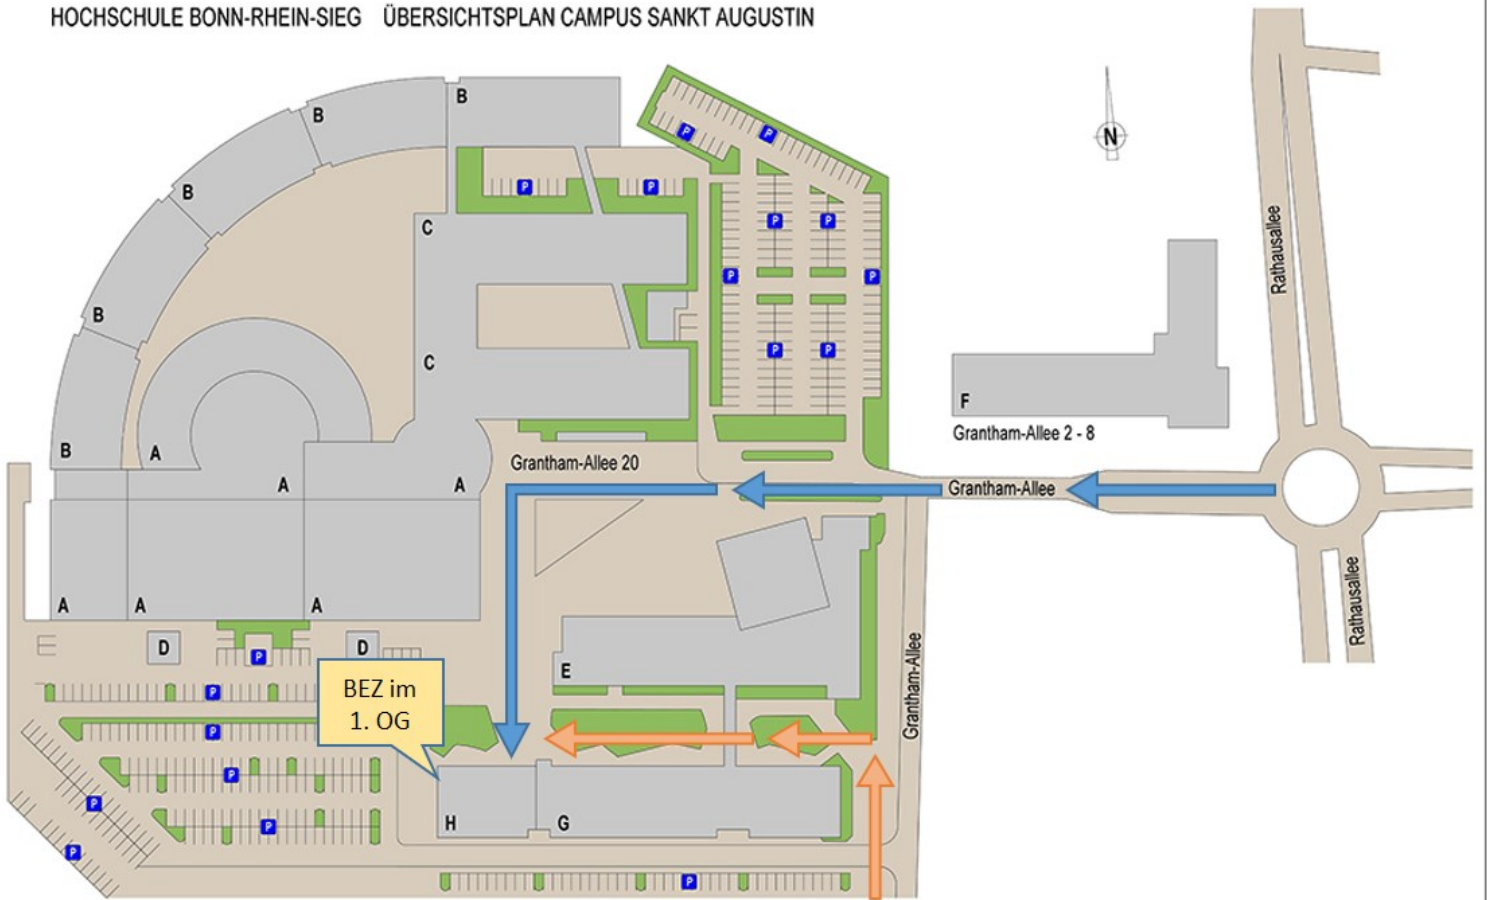 HOCHSCHULE BONN-RHEIN-SIEG ÜBERSICHTSPLAN CAMPUS SANKT AUGUSTIN
B
B
P
P
N
B
P
P
Rathausallee
C
P
P
P
P
B
C
P
P
F
Grantham-Allee 2 - 8
B
A
Grantham-Allee 20
A
A
Grantham-Allee
A
A
A
Rathausallee
D
D
P
E
Grantham-Allee
P
BEZ im
1. OG
P
P
P
H
G
P
P
P